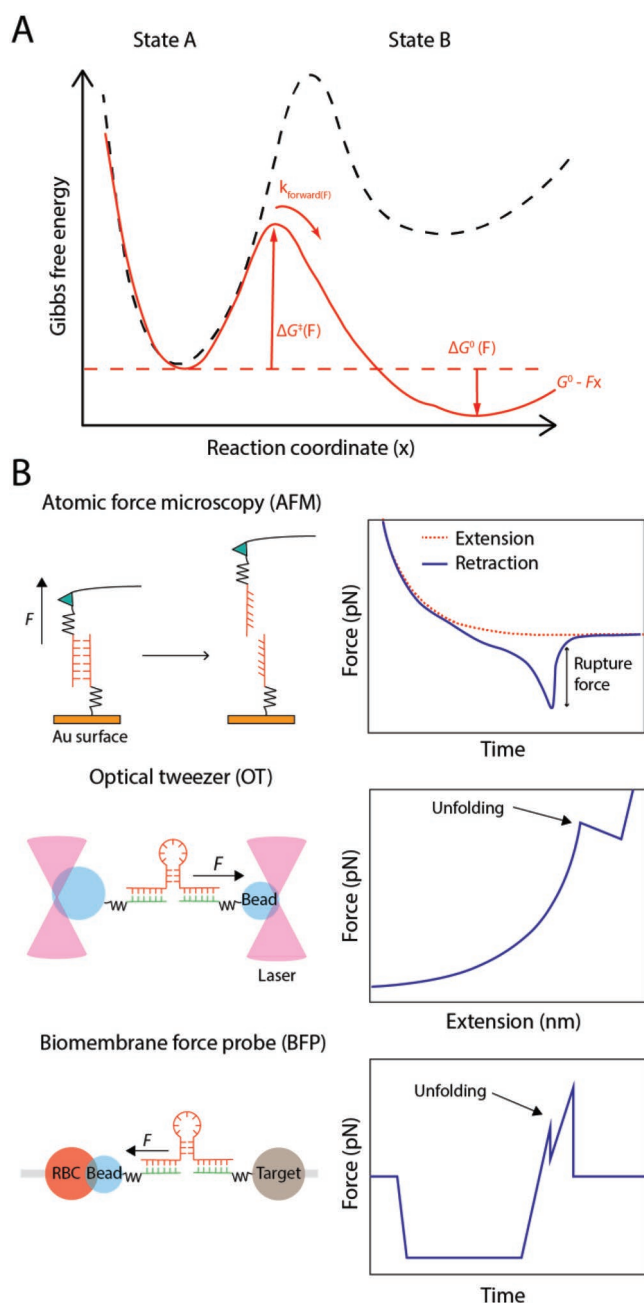 A
State A
State B
Gibbs free energy
k_forward(F)
ΔG‡(F)
ΔG⁰ (F)
G⁰ - Fx
Reaction coordinate (x)
B
Atomic force microscopy (AFM)
F
Au surface
Force (pN)
Extension
Retraction
Rupture
force
Time
Optical tweezer (OT)
F
Bead
Laser
Force (pN)
Unfolding
Extension (nm)
Biomembrane force probe (BFP)
F
RBC
Bead
Target
Force (pN)
Unfolding
Time